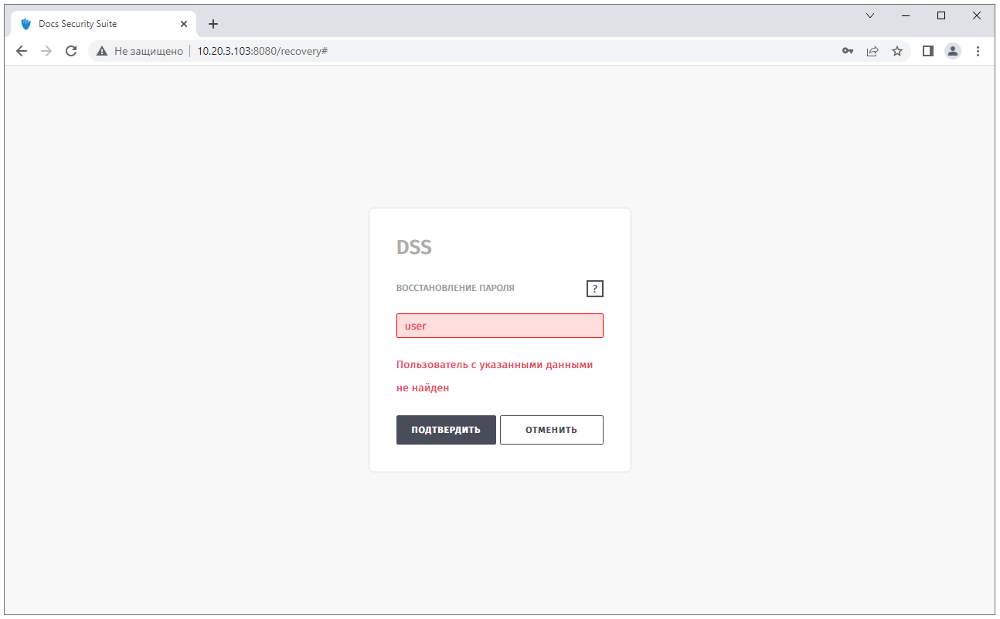 Docs Security Suite
Не защищено 10.20.3.103:8080/recovery#
DSS
ВОССТАНОВЛЕНИЕ ПАРОЛЯ ?
user
Пользователь с указанными данными
не найден
ПОДТВЕРДИТЬ ОТМЕНИТЬ